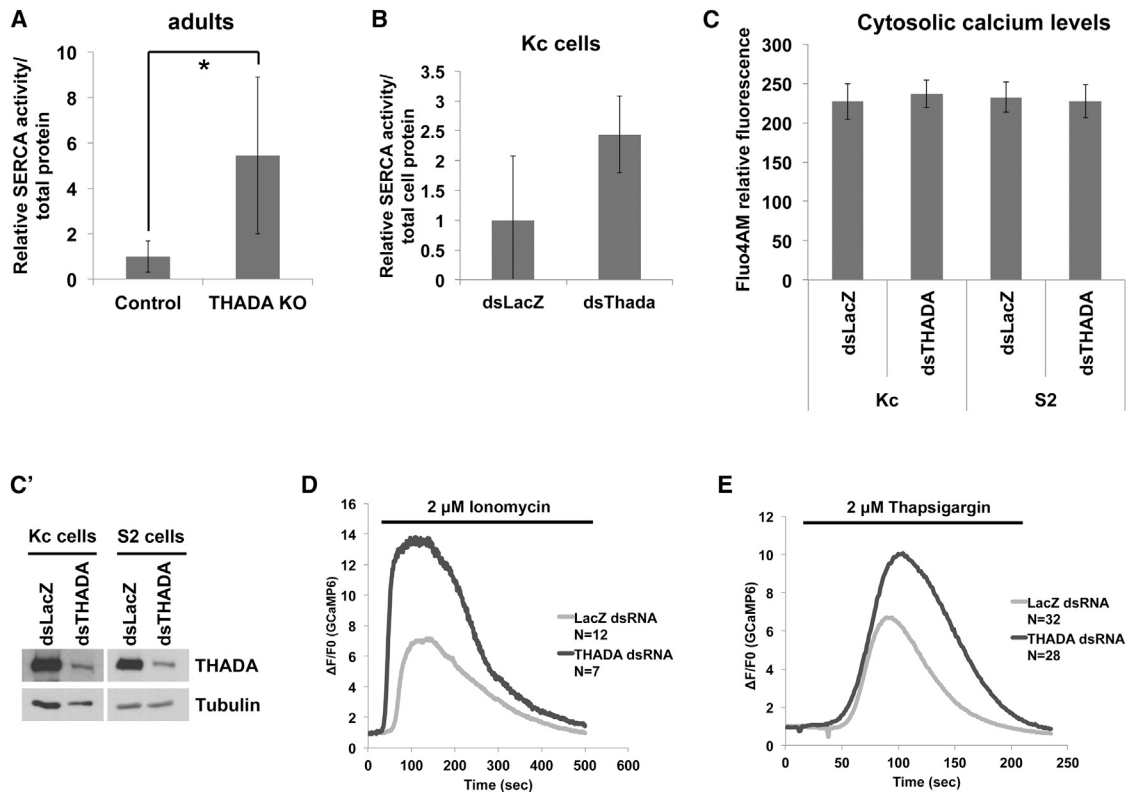 A
adults
Relative SERCA activity/
total protein
10
8
6
4
2
0
*
Control
THADA KO
B
Kc cells
Relative SERCA activity/
total cell protein
3.5
3
2.5
2
1.5
1
0.5
0
dsLacZ
dsThada
C
Cytosolic calcium levels
Fluo4AM relative fluorescence
300
250
200
150
100
50
0
dsLacZ
dsTHADA
dsLacZ
dsTHADA
Kc
S2
C'
Kc cells
S2 cells
dsLacZ
dsTHADA
dsLacZ
dsTHADA
THADA
Tubulin
D
2 µM Ionomycin
ΔF/F0 (GCaMP6)
16
14
12
10
8
6
4
2
0
0
100
200
300
400
500
600
Time (sec)
LacZ dsRNA
N=12
THADA dsRNA
N=7
E
2 µM Thapsigargin
ΔF/F0 (GCaMP6)
12
10
8
6
4
2
0
0
50
100
150
200
250
Time (sec)
LacZ dsRNA
N=32
THADA dsRNA
N=28